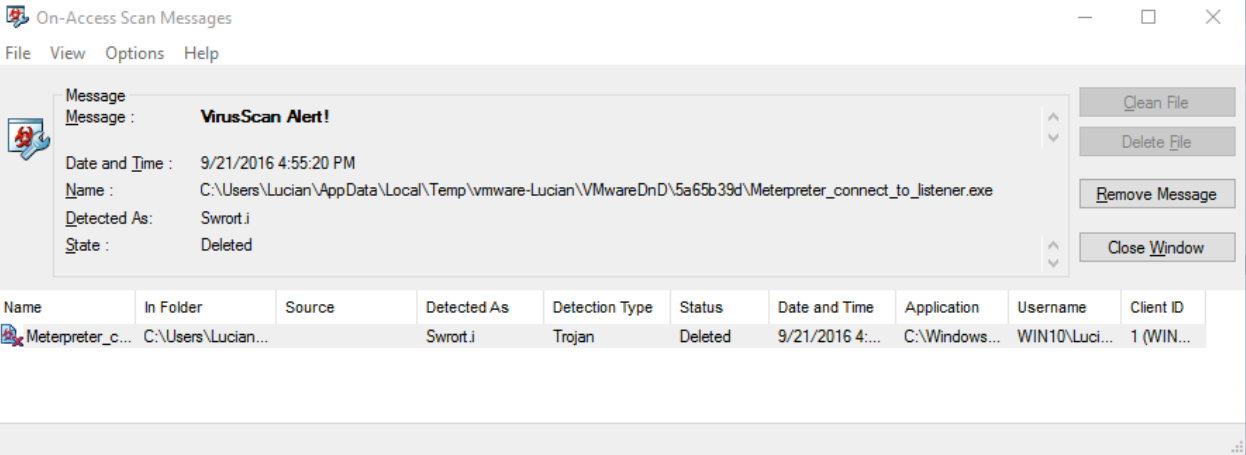 On-Access Scan Messages
File View Options Help
Message
Message : VirusScan Alert!
Date and Time : 9/21/2016 4:55:20 PM
Name : C:\Users\Lucian\AppData\Local\Temp\vmware-Lucian\VMwareDnD\5a65b39d\Meterpreter_connect_to_listener.exe
Detected As: Swrort.i
State : Deleted
Clean File
Delete File
Remove Message
Close Window
Name In Folder Source Detected As Detection Type Status Date and Time Application Username Client ID
Meterpreter_c... C:\Users\Lucian... Swrort.i Trojan Deleted 9/21/2016 4:... C:\Windows... WIN10\Luci... 1 (WIN...